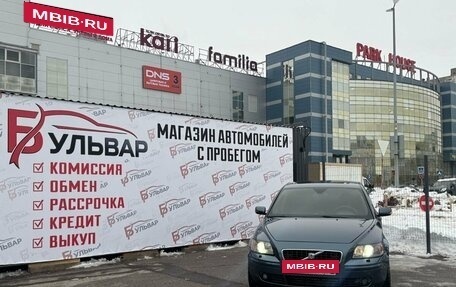 MBIB.RU
kari
familia
PARK HOUSE
DNS
БУЛЬВАР
МАГАЗИН АВТОМОБИЛЕЙ
С ПРОБЕГОМ
КОМИССИЯ
ОБМЕН
РАССРОЧКА
КРЕДИТ
ВЫКУП
MBIB.RU